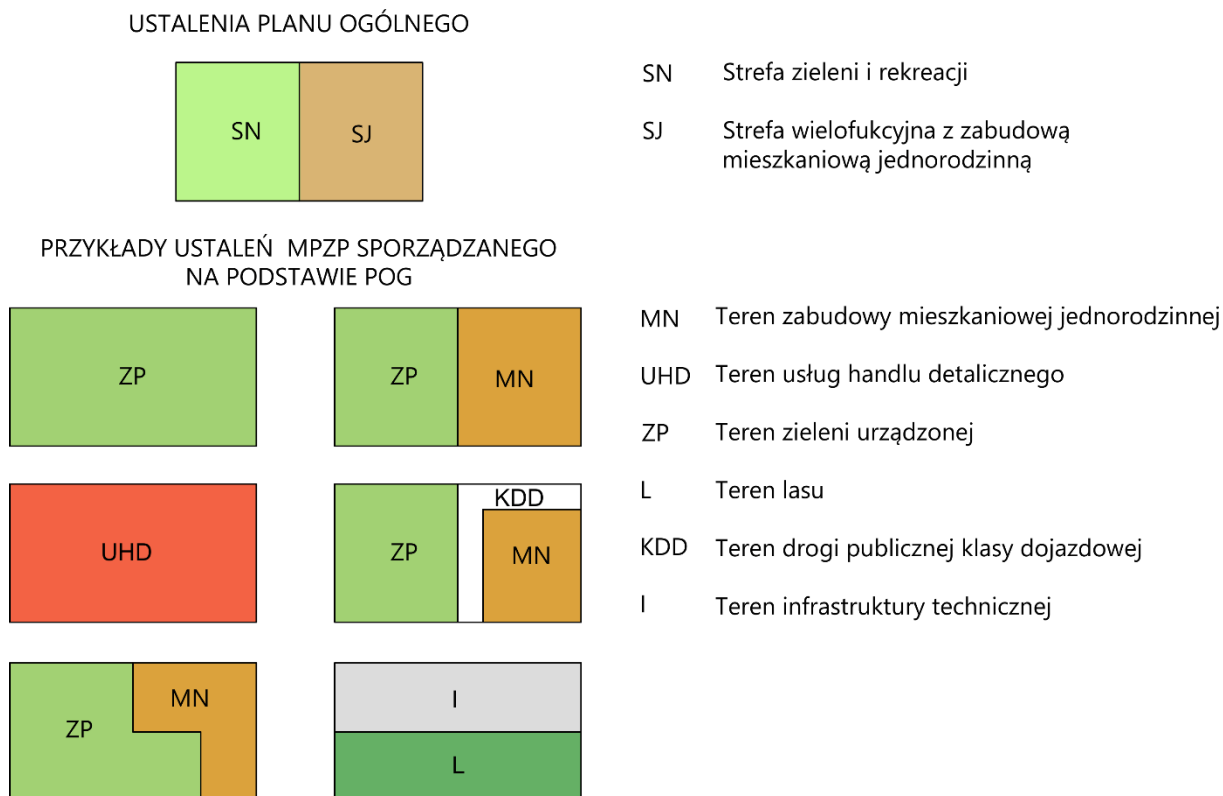 USTALENIA PLANU OGÓLNEGO
SN
SJ
SN Strefa zieleni i rekreacji
SJ Strefa wielofukcyjna z zabudową
mieszkaniową jednorodzinną
PRZYKŁADY USTALEŃ MPZP SPORZĄDZANEGO
NA PODSTAWIE POG
ZP
ZP
MN
UHD
KDD
ZP
MN
ZP
MN
I
L
MN Teren zabudowy mieszkaniowej jednorodzinnej
UHD Teren usług handlu detalicznego
ZP Teren zieleni urządzonej
L Teren lasu
KDD Teren drogi publicznej klasy dojazdowej
I Teren infrastruktury technicznej